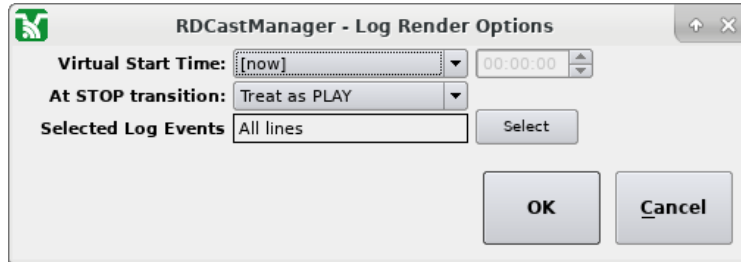 RDCastManager - Log Render Options
Virtual Start Time: [now] 00:00:00
At STOP transition: Treat as PLAY
Selected Log Events All lines Select
OK Cancel